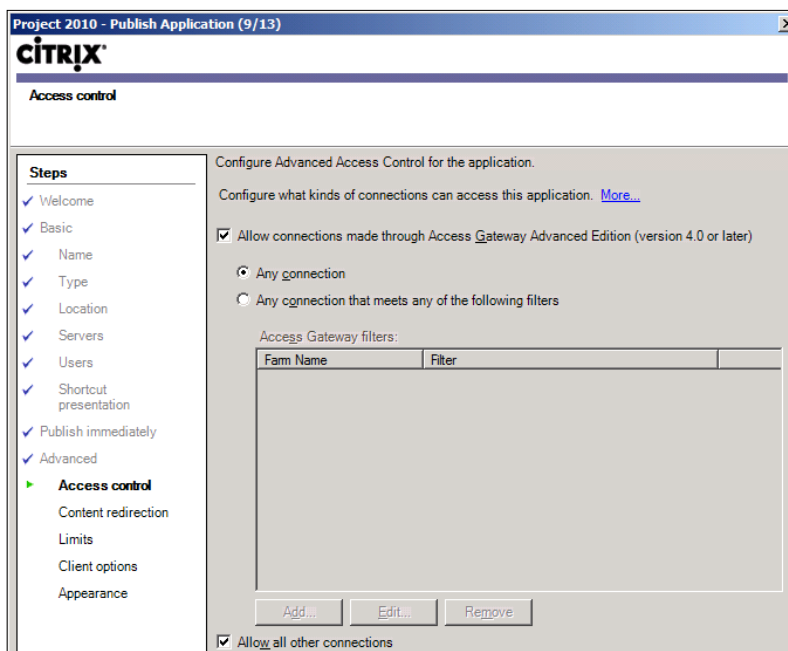 Project 2010 - Publish Application (9/13)
CİTRIX®
Access control
Steps
Welcome
Basic
Name
Type
Location
Servers
Users
Shortcut
presentation
Publish immediately
Advanced
Access control
Content redirection
Limits
Client options
Appearance
Configure Advanced Access Control for the application.
Configure what kinds of connections can access this application. More...
Allow connections made through Access Gateway Advanced Edition (version 4.0 or later)
Any connection
Any connection that meets any of the following filters
Access Gateway filters:
Farm Name Filter
Add... Edit... Remove
Allow all other connections